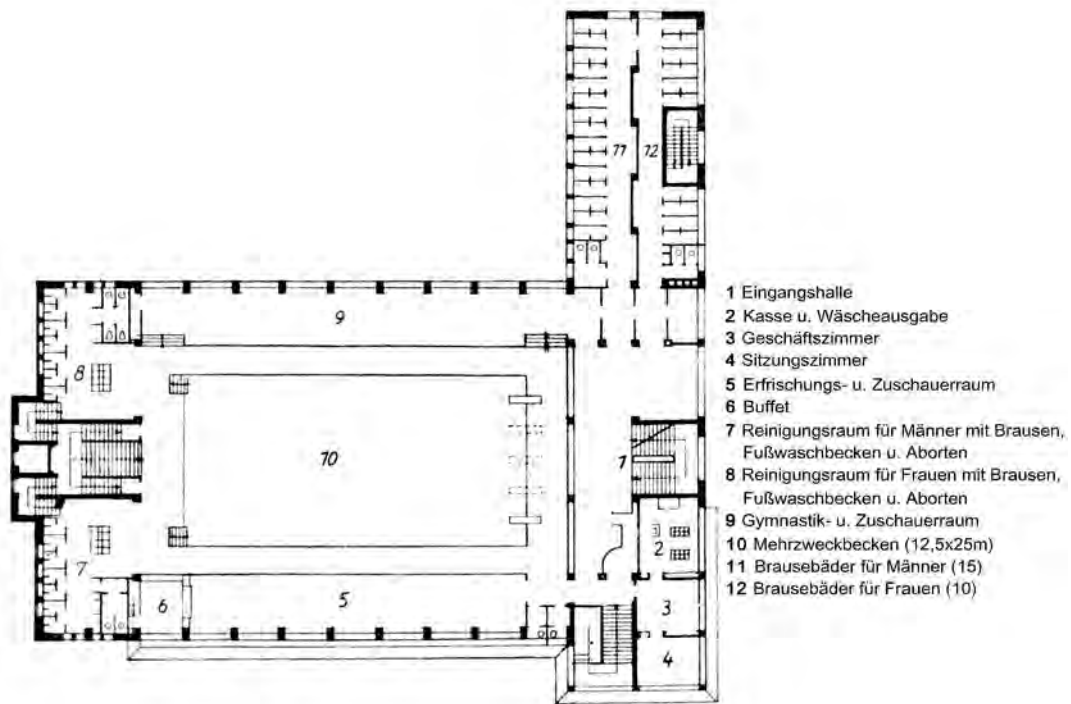 11
12
9
8
10
1
2
7
6
5
3
4
1 Eingangshalle
2 Kasse u. Wäscheausgabe
3 Geschäftszimmer
4 Sitzungszimmer
5 Erfrischungs- u. Zuschauerraum
6 Buffet
7 Reinigungsraum für Männer mit Brausen,
Fußwaschbecken u. Aborten
8 Reinigungsraum für Frauen mit Brausen,
Fußwaschbecken u. Aborten
9 Gymnastik- u. Zuschauerraum
10 Mehrzweckbecken (12,5x25m)
11 Brausebäder für Männer (15)
12 Brausebäder für Frauen (10)